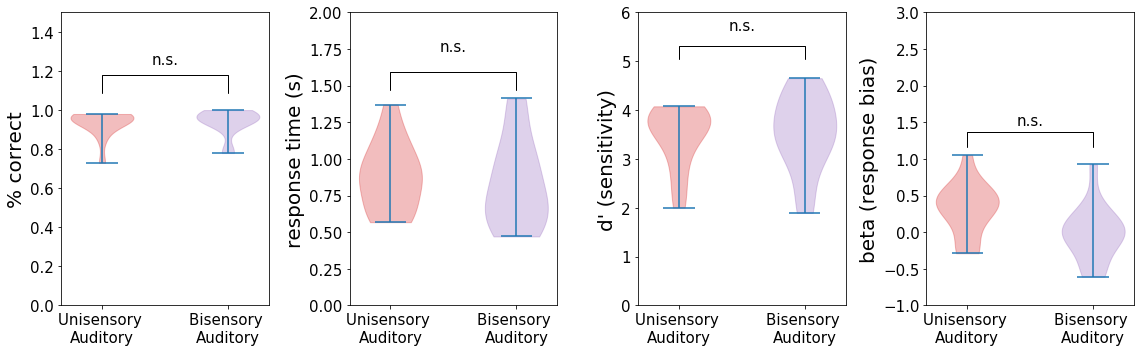 % correct
1.4
1.2
1.0
0.8
0.6
0.4
0.2
0.0
n.s.
Unisensory
Auditory
Bisensory
Auditory
response time (s)
2.00
1.75
1.50
1.25
1.00
0.75
0.50
0.25
0.00
n.s.
Unisensory
Auditory
Bisensory
Auditory
d' (sensitivity)
6
5
4
3
2
1
0
n.s.
Unisensory
Auditory
Bisensory
Auditory
beta (response bias)
3.0
2.5
2.0
1.5
1.0
0.5
0.0
−0.5
−1.0
n.s.
Unisensory
Auditory
Bisensory
Auditory